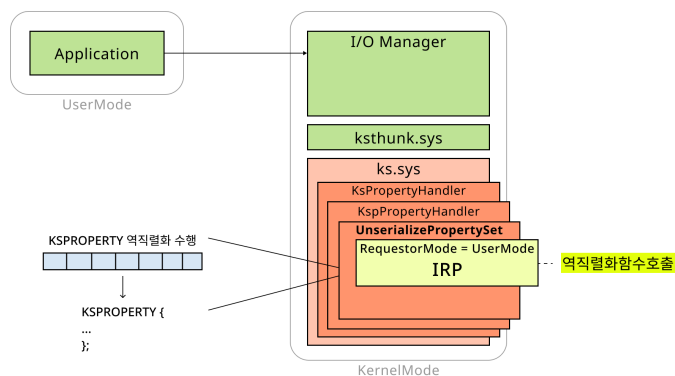 Application
UserMode
I/O Manager
ksthunk.sys
ks.sys
KsPropertyHandler
KspPropertyHandler
UnserializePropertySet
RequestorMode = UserMode
IRP
KernelMode
KSPROPERTY 역직렬화 수행
KSPROPERTY {
...
};
역직렬화함수호출